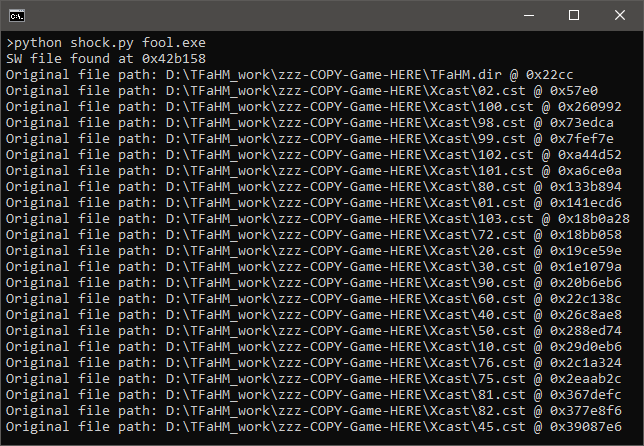 >python shock.py fool.exe
SW file found at 0x42b158
Original file path: D:\TFaHM_work\zzz-COPY-Game-HERE\TFaHM.dir @ 0x22cc
Original file path: D:\TFaHM_work\zzz-COPY-Game-HERE\Xcast\02.cst @ 0x57e0
Original file path: D:\TFaHM_work\zzz-COPY-Game-HERE\Xcast\100.cst @ 0x260992
Original file path: D:\TFaHM_work\zzz-COPY-Game-HERE\Xcast\98.cst @ 0x73edca
Original file path: D:\TFaHM_work\zzz-COPY-Game-HERE\Xcast\99.cst @ 0x7fef7e
Original file path: D:\TFaHM_work\zzz-COPY-Game-HERE\Xcast\102.cst @ 0xa44d52
Original file path: D:\TFaHM_work\zzz-COPY-Game-HERE\Xcast\101.cst @ 0xa6ce0a
Original file path: D:\TFaHM_work\zzz-COPY-Game-HERE\Xcast\80.cst @ 0x133b894
Original file path: D:\TFaHM_work\zzz-COPY-Game-HERE\Xcast\01.cst @ 0x141ecd6
Original file path: D:\TFaHM_work\zzz-COPY-Game-HERE\Xcast\103.cst @ 0x18b0a28
Original file path: D:\TFaHM_work\zzz-COPY-Game-HERE\Xcast\72.cst @ 0x18bb058
Original file path: D:\TFaHM_work\zzz-COPY-Game-HERE\Xcast\20.cst @ 0x19ce59e
Original file path: D:\TFaHM_work\zzz-COPY-Game-HERE\Xcast\30.cst @ 0x1e1079a
Original file path: D:\TFaHM_work\zzz-COPY-Game-HERE\Xcast\90.cst @ 0x20b6eb6
Original file path: D:\TFaHM_work\zzz-COPY-Game-HERE\Xcast\60.cst @ 0x22c138c
Original file path: D:\TFaHM_work\zzz-COPY-Game-HERE\Xcast\40.cst @ 0x26c8ae8
Original file path: D:\TFaHM_work\zzz-COPY-Game-HERE\Xcast\50.cst @ 0x288ed74
Original file path: D:\TFaHM_work\zzz-COPY-Game-HERE\Xcast\10.cst @ 0x29d0eb6
Original file path: D:\TFaHM_work\zzz-COPY-Game-HERE\Xcast\76.cst @ 0x2c1a324
Original file path: D:\TFaHM_work\zzz-COPY-Game-HERE\Xcast\75.cst @ 0x2eaab2c
Original file path: D:\TFaHM_work\zzz-COPY-Game-HERE\Xcast\81.cst @ 0x367defc
Original file path: D:\TFaHM_work\zzz-COPY-Game-HERE\Xcast\82.cst @ 0x377e8f6
Original file path: D:\TFaHM_work\zzz-COPY-Game-HERE\Xcast\45.cst @ 0x39087e6